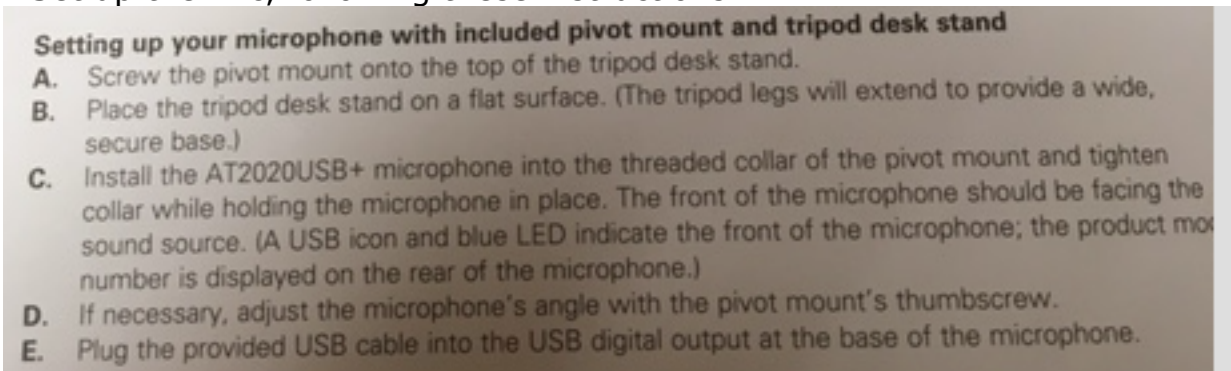 Setting up your microphone with included pivot mount and tripod desk stand
A. Screw the pivot mount onto the top of the tripod desk stand.
B. Place the tripod desk stand on a flat surface. (The tripod legs will extend to provide a wide,
secure base.)
C. Install the AT2020USB+ microphone into the threaded collar of the pivot mount and tighten
collar while holding the microphone in place. The front of the microphone should be facing the
sound source. (A USB icon and blue LED indicate the front of the microphone; the product
number is displayed on the rear of the microphone.)
D. If necessary, adjust the microphone's angle with the pivot mount's thumbscrew.
E. Plug the provided USB cable into the USB digital output at the base of the microphone.